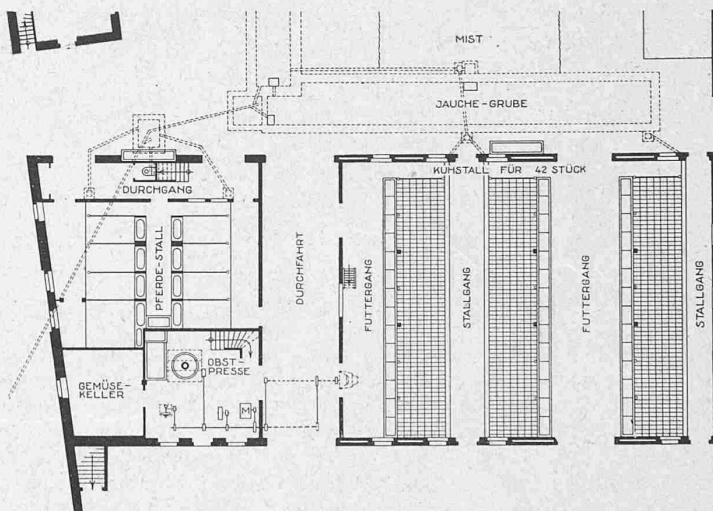 MIST
JAUCHE-GRUBE
KUHSTALL FÜR 42 STÜCK
DURCHGANG
PFERDE-STALL
DURCHFAHRT
FUTTERGANG
STALLGANG
FUTTERGANG
STALLGANG
OBST-
PRESSE
GEMÜSE-
KELLER
M